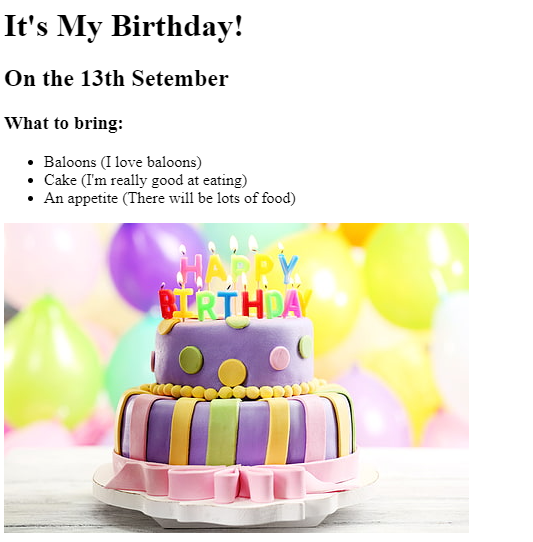 It's My Birthday!
On the 13th Setember
What to bring:
Baloons (I love baloons)
Cake (I'm really good at eating)
An appetite (There will be lots of food)
HAPPY
BIRTHDAY